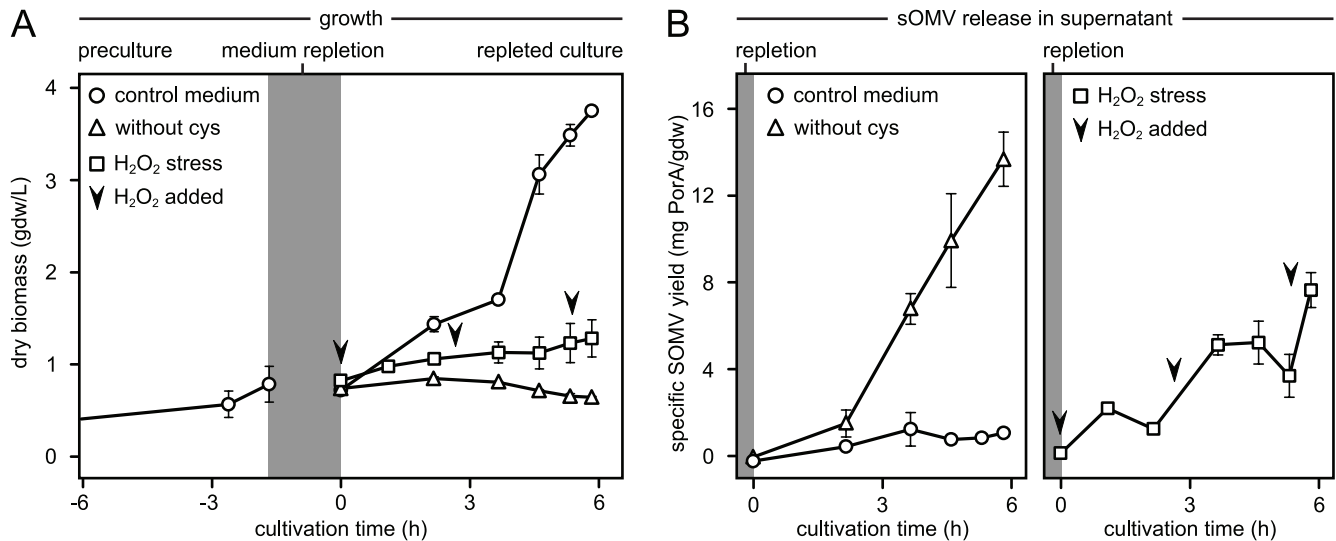 A
growth
preculture
medium repletion
repleted culture
control medium
without cys
H₂O₂ stress
H₂O₂ added
dry biomass (gdw/L)
4
3
2
1
0
-6
-3
0
3
6
cultivation time (h)
B
sOMV release in supernatant
repletion
control medium
without cys
specific SOMV yield (mg PorA/gdw)
16
12
8
4
0
0
3
6
cultivation time (h)
repletion
H₂O₂ stress
H₂O₂ added
0
3
6
cultivation time (h)